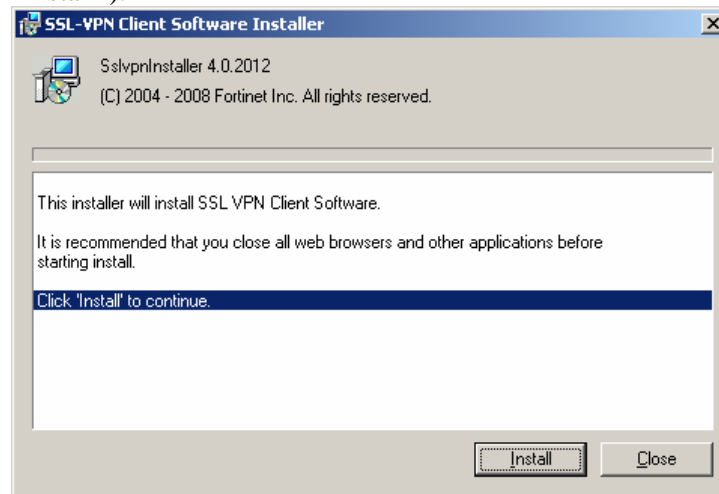 SSL-VPN Client Software Installer
SslvpnInstaller 4.0.2012
(C) 2004 - 2008 Fortinet Inc. All rights reserved.
This installer will install SSL VPN Client Software.
It is recommended that you close all web browsers and other applications before
starting install.
Click 'Install' to continue.
Install
Close